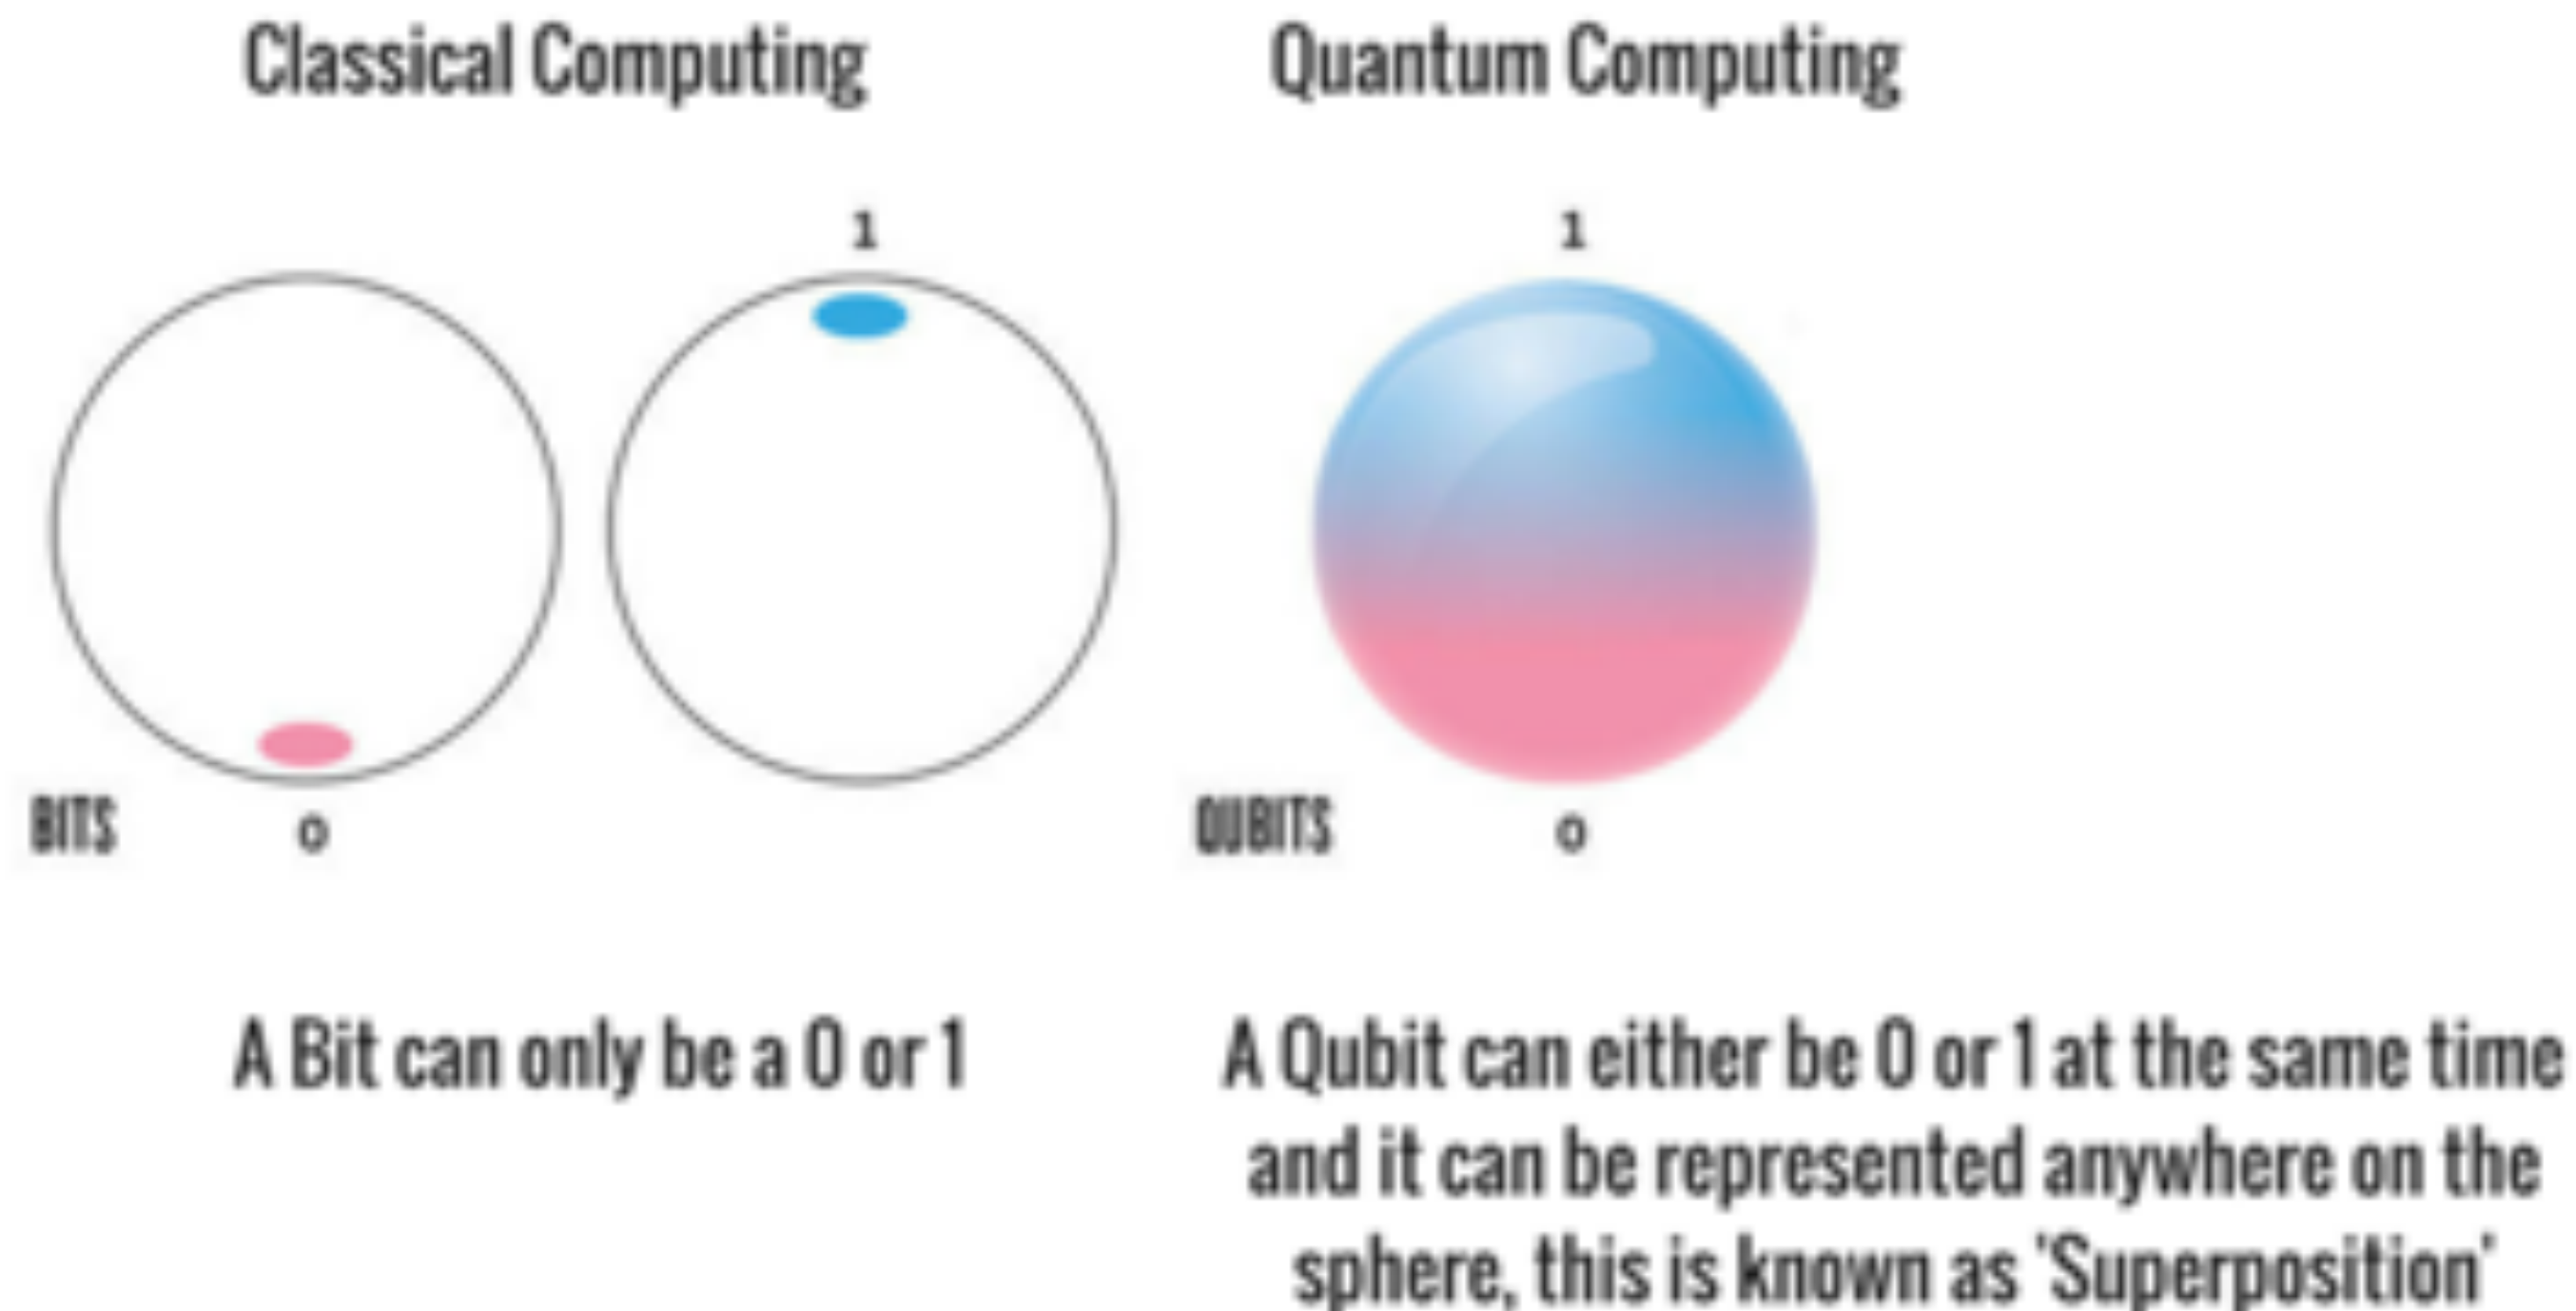 Classical Computing
Quantum Computing
1
1
BITS
0
QUBITS
0
A Bit can only be a 0 or 1
A Qubit can either be 0 or 1 at the same time
and it can be represented anywhere on the
sphere, this is known as 'Superposition'